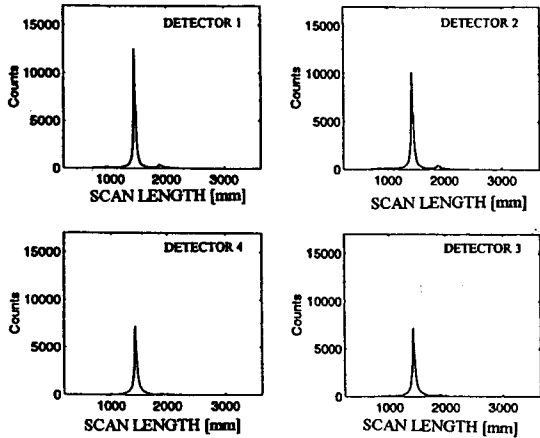 DETECTOR 1
15000
10000
5000
0
Counts
1000 2000 3000
SCAN LENGTH [mm]
DETECTOR 2
15000
10000
5000
0
Counts
1000 2000 3000
SCAN LENGTH [mm]
DETECTOR 4
15000
10000
5000
0
Counts
1000 2000 3000
SCAN LENGTH [mm]
DETECTOR 3
15000
10000
5000
0
Counts
1000 2000 3000
SCAN LENGTH [mm]